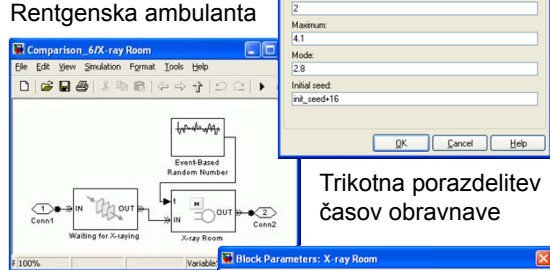 Rentgenska ambulanta
2
Maximum:
4.1
Mode:
2.8
Initial seed:
init_seed+16
OK Cancel Help
Comparison_6/X-ray Room
File Edit View Simulation Format Tools Help
Event-Based
Random Number
t
1 IN OUT IN N OUT 2
Conn1 Conn2
Waiting for X-raying X-ray Room
100% Variable
Trikotna porazdelitev
časov obravnave
Block Parameters: X-ray Room